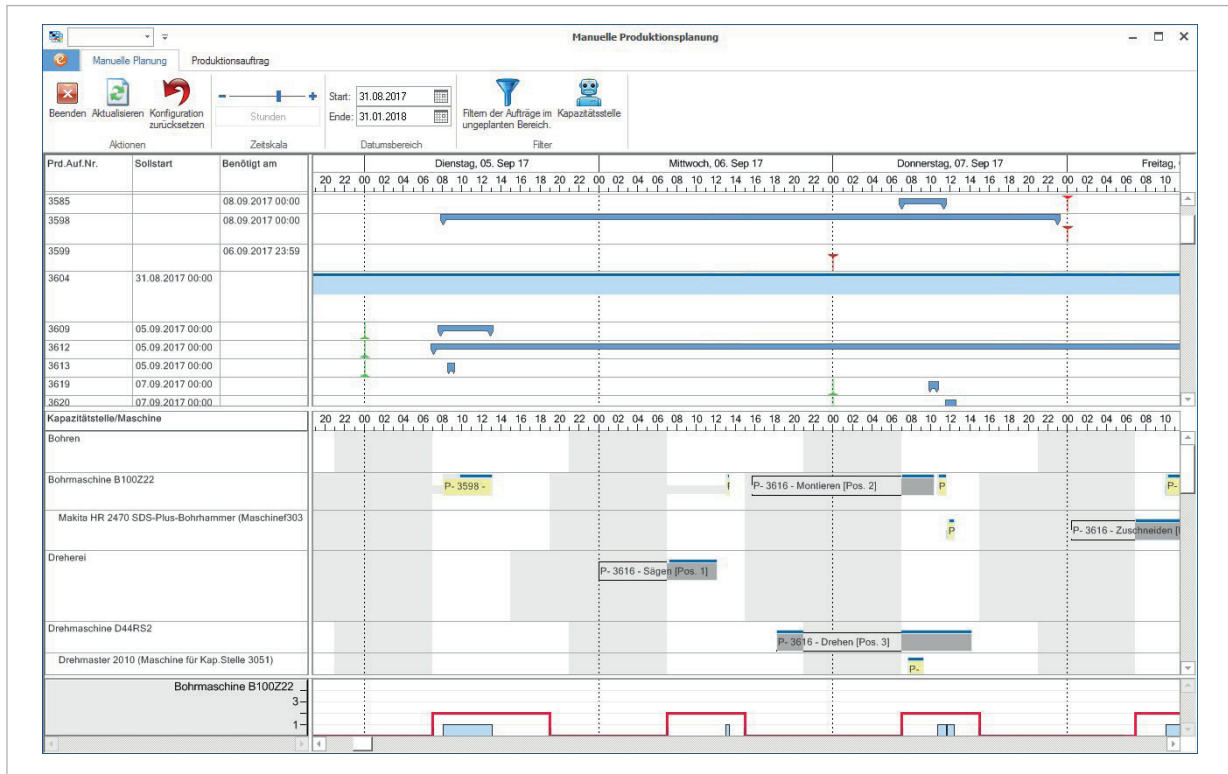 Manuelle Produktionsplanung
Manuelle Planung Produktionsauftrag
Beenden Aktualisieren Konfiguration zurücksetzen
Aktionen
Stunden
Zeitskala
Start: 31.08.2017
Ende: 31.01.2018
Datumsbereich
Filtern der Aufträge im ungeplanten Bereich. Kapazitätsstelle
Filter
Prd.Auf.Nr. Sollstart Benötigt am
Dienstag, 05. Sep 17 Mittwoch, 06. Sep 17 Donnerstag, 07. Sep 17 Freitag,
20 22 00 02 04 06 08 10 12 14 16 18 20 22 00 02 04 06 08 10 12 14 16 18 20 22 00 02 04 06 08 10 12 14 16 18 20 22 00 02 04 06 08 10
3585 08.09.2017 00:00
3598 08.09.2017 00:00
3599 06.09.2017 23:59
3604 31.08.2017 00:00
3609 05.09.2017 00:00
3612 05.09.2017 00:00
3613 05.09.2017 00:00
3619 07.09.2017 00:00
3620 07.09.2017 00:00
Kapazitätstelle/Maschine
20 22 00 02 04 06 08 10 12 14 16 18 20 22 00 02 04 06 08 10 12 14 16 18 20 22 00 02 04 06 08 10 12 14 16 18 20 22 00 02 04 06 08 10
Bohren
Bohrmaschine B100Z22
P- 3598 - P- 3616 - Montieren [Pos. 2] P P-
Makita HR 2470 SDS-Plus-Bohrhammer (Maschinef303
P P- 3616 - Zuschneiden [
Dreherei
P- 3616 - Sägen [Pos. 1]
Drehmaschine D44RS2
P- 3616 - Drehen [Pos. 3]
Drehmaster 2010 (Maschine für Kap.Stelle 3051)
P-
Bohrmaschine B100Z22
3
1